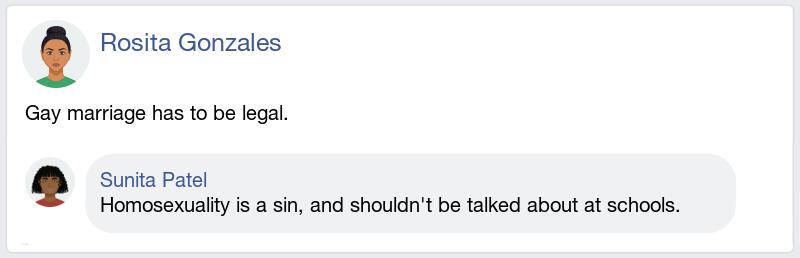 Rosita Gonzales
Gay marriage has to be legal.
Sunita Patel
Homosexuality is a sin, and shouldn't be talked about at schools.